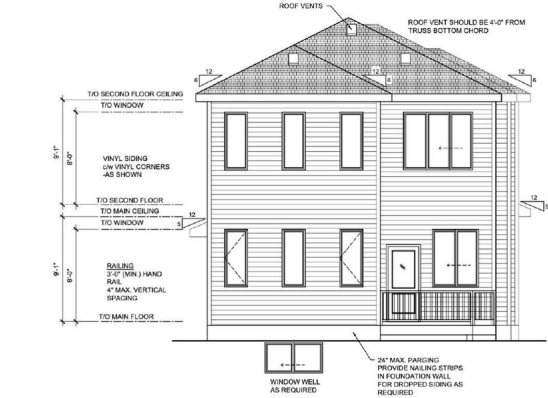 ROOF VENTS
ROOF VENT SHOULD BE 4'-0" FROM
TRUSS BOTTOM CHORD
12
6
12
6
12
6
T/O SECOND FLOOR CEILING
T/O WINDOW
9'-1"
8'-0"
VINYL SIDING
c/w VINYL CORNERS
-AS SHOWN
T/O SECOND FLOOR
T/O MAIN CEILING
T/O WINDOW
12
5
12
5
9'-1"
8'-0"
RAILING
3'-0" (MIN.) HAND
RAIL
4" MAX. VERTICAL
SPACING
T/O MAIN FLOOR
WINDOW WELL
AS REQUIRED
24" MAX. PARGING
PROVIDE NAILING STRIPS
IN FOUNDATION WALL
FOR DROPPED SIDING AS
REQUIRED